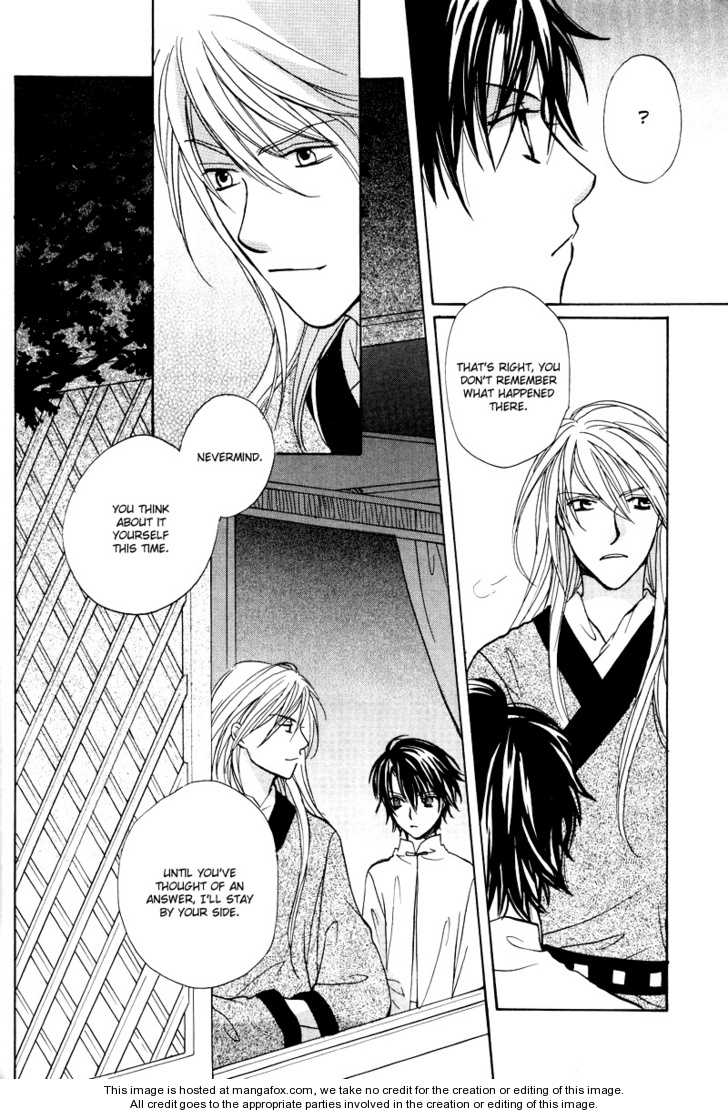 ?
THAT'S RIGHT, YOU
DON'T REMEMBER
WHAT HAPPENED
THERE.
NEVERMIND.
YOU THINK
ABOUT IT
YOURSELF
THIS TIME.
UNTIL YOU'VE
THOUGHT OF AN
ANSWER, I'LL STAY
BY YOUR SIDE.
This image is hosted at mangafox.com, we take no credit for the creation or editing of this image.
All credit goes to the appropriate parties involved in the creation or editing of this image.